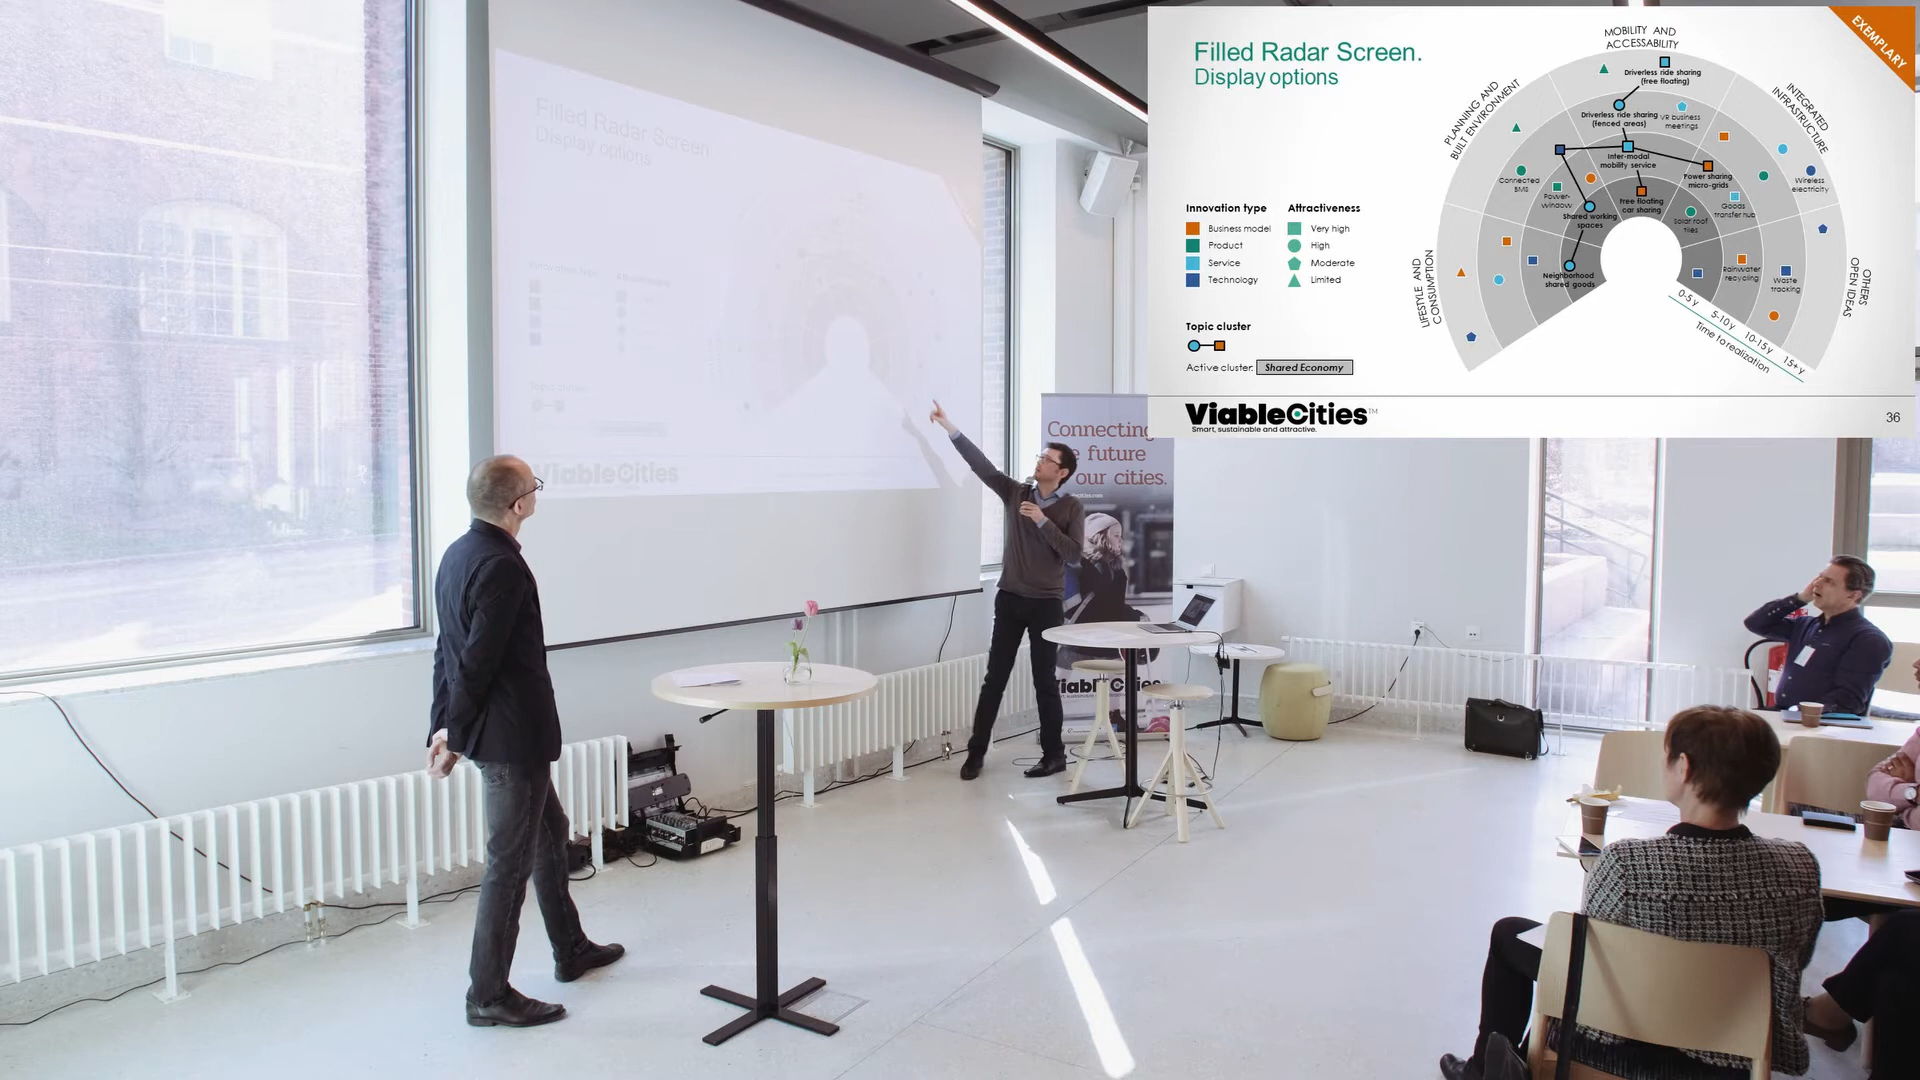 Filled Radar Screen.
Display options
EXEMPLARY
MOBILITY AND
ACCESSABILITY
PLANNING AND
BUILT ENVIRONMENT
INTEGRATED
INFRASTRUCTURE
LIFESTYLE AND
CONSUMPTION
OTHERS
OPEN IDEAS
Driverless ride sharing
(free floating)
Driverless ride sharing
(fenced areas)
VR business
meetings
Inter-modal
mobility service
Power sharing
micro-grids
Wireless
electricity
Connected
BMS
Power-
window
Free floating
car sharing
Goods
transfer hub
Shared working
spaces
Solar roof
tiles
Neighborhood
shared goods
Rainwater
recycling
Waste
tracking
0-5 y
5-10 y
10-15 y
15+ y
Time to realization
Innovation type
Business model
Product
Service
Technology
Attractiveness
Very high
High
Moderate
Limited
Topic cluster
Active cluster: Shared Economy
ViableCities™
Smart, sustainable and attractive.
36
Filled Radar Screen
Display options
ViableCities
Connecting
future
our cities.